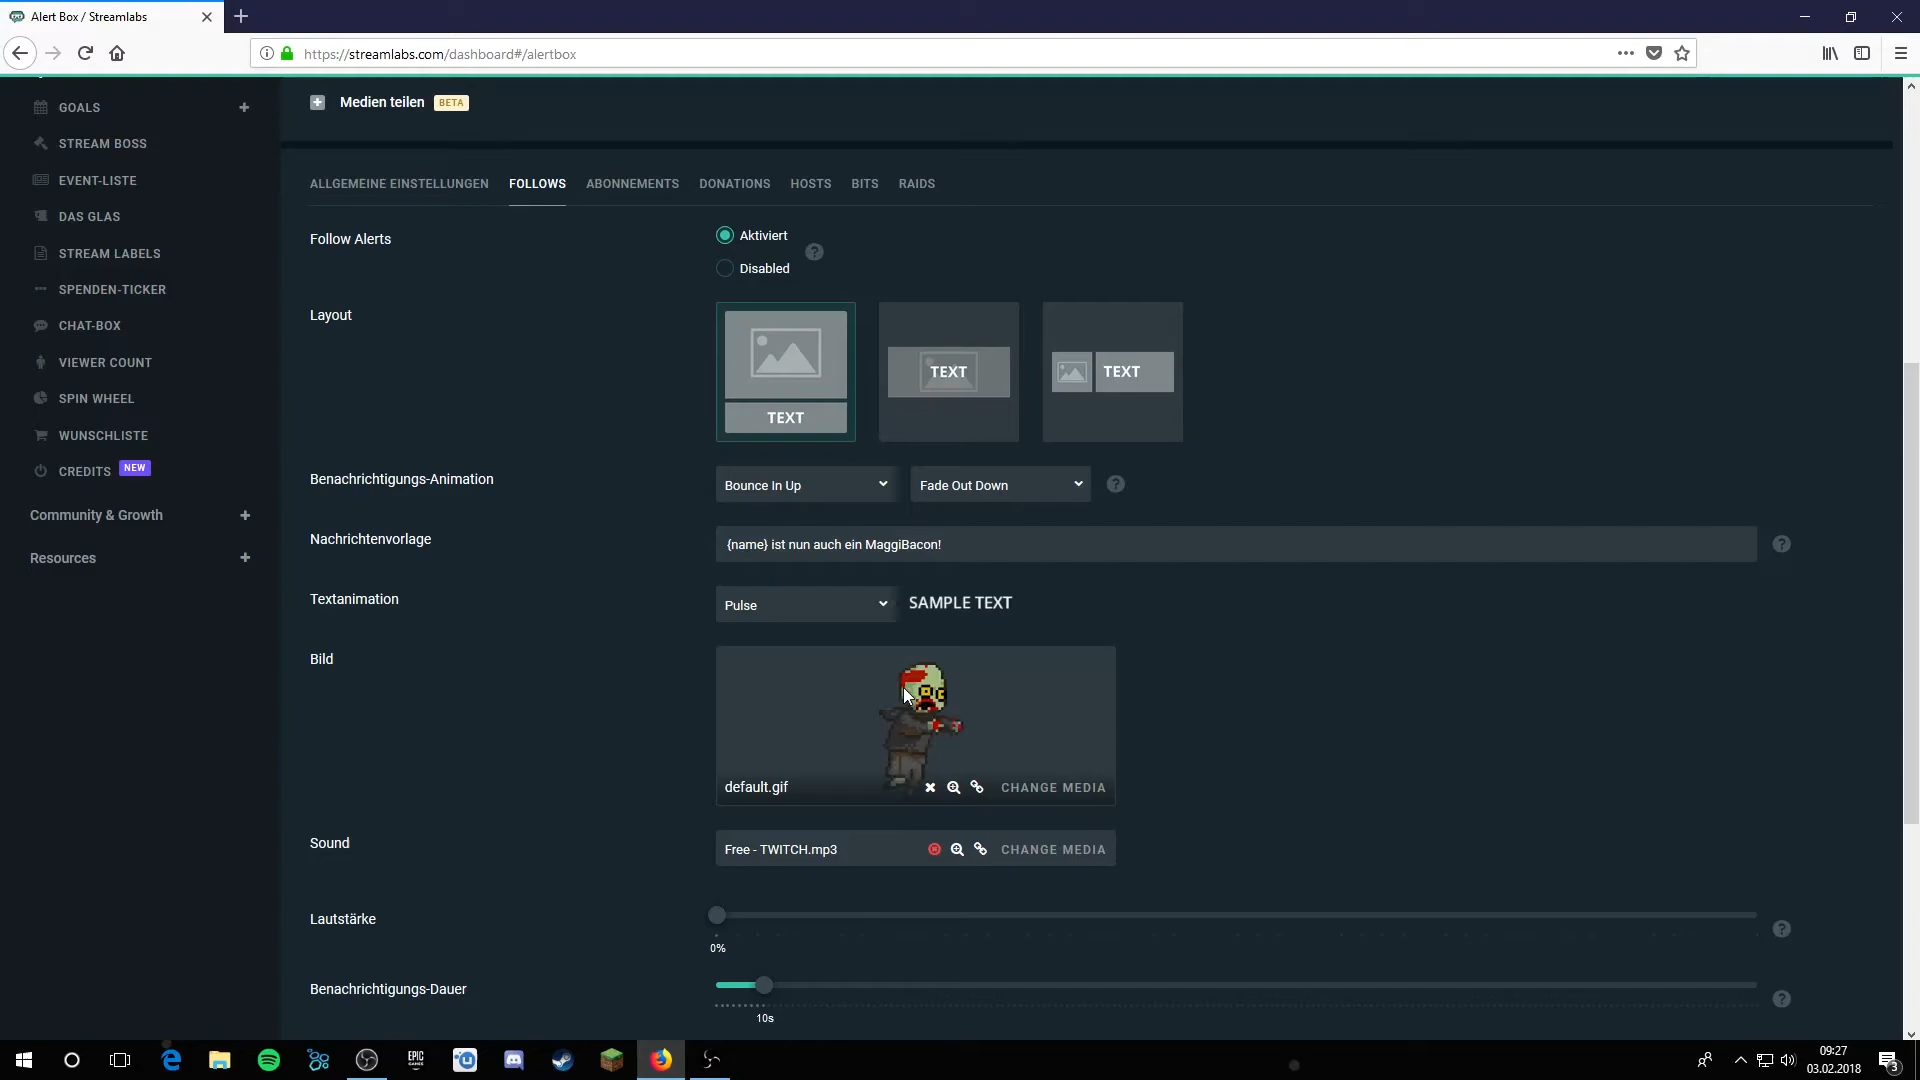 Alert Box / Streamlabs
https://streamlabs.com/dashboard#/alertbox
GOALS
STREAM BOSS
EVENT-LISTE
DAS GLAS
STREAM LABELS
SPENDEN-TICKER
CHAT-BOX
VIEWER COUNT
SPIN WHEEL
WUNSCHLISTE
CREDITS NEW
Community & Growth
Resources
Medien teilen BETA
ALLGEMEINE EINSTELLUNGEN FOLLOWS ABONNEMENTS DONATIONS HOSTS BITS RAIDS
Follow Alerts
Aktiviert
Disabled
Layout
TEXT
TEXT
TEXT
Benachrichtigungs-Animation
Bounce In Up
Fade Out Down
Nachrichtenvorlage
{name} ist nun auch ein MaggiBacon!
Textanimation
Pulse
SAMPLE TEXT
Bild
default.gif
CHANGE MEDIA
Sound
Free - TWITCH.mp3
CHANGE MEDIA
Lautstärke
0%
Benachrichtigungs-Dauer
10s
EPIC
GAMES
09:27
03.02.2018
3